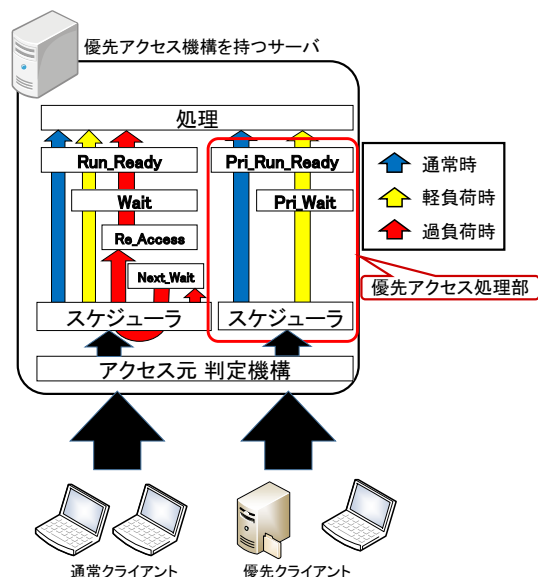 優先アクセス機構を持つサーバ
処理
Run_Ready
Pri_Run_Ready
通常時
Wait
Pri_Wait
軽負荷時
Re_Access
過負荷時
Next_Wait
優先アクセス処理部
スケジューラ
スケジューラ
アクセス元 判定機構
通常クライアント
優先クライアント